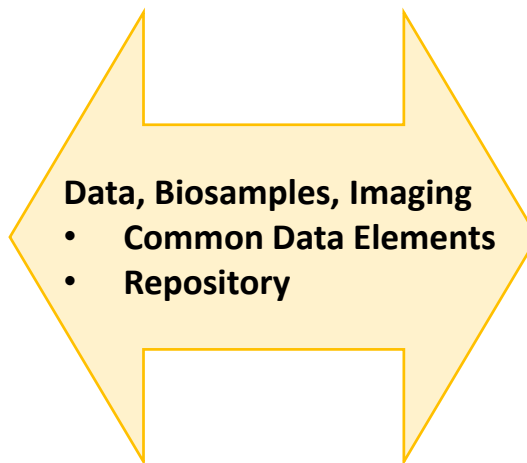 Data, Biosamples, Imaging
• Common Data Elements
• Repository